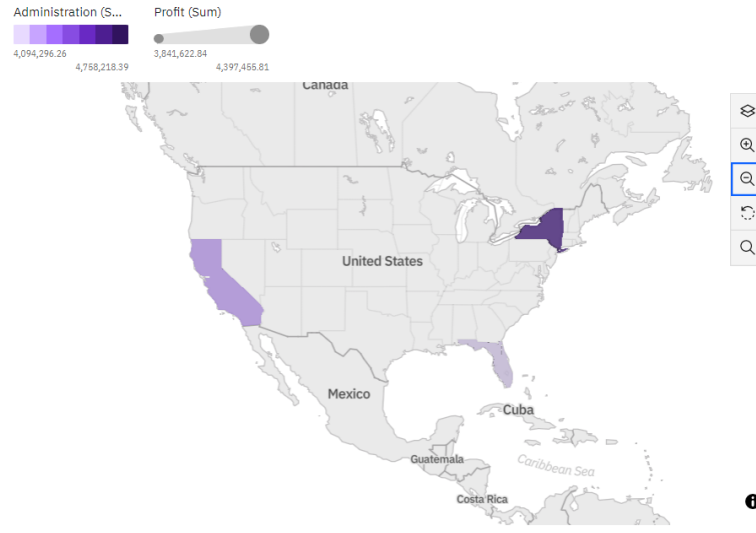 Administration (S...
Profit (Sum)
4,094,296.26
4,758,218.39
3,841,622.84
4,397,455.81
Canada
United States
Mexico
Cuba
Guatemala
Caribbean Sea
Costa Rica